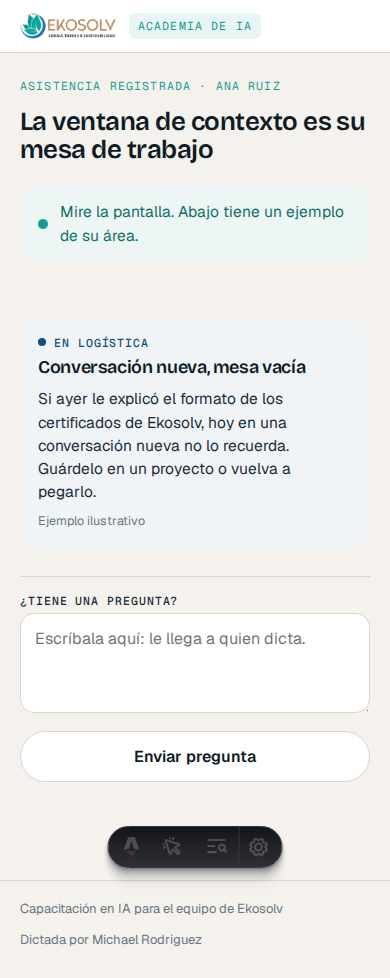 EKOSOLV
ACADEMIA DE IA
ASISTENCIA REGISTRADA · ANA RUIZ
La ventana de contexto es su
mesa de trabajo
Mire la pantalla. Abajo tiene un ejemplo
de su área.
EN LOGÍSTICA
Conversación nueva, mesa vacía
Si ayer le explicó el formato de los
certificados de Ekosolv, hoy en una
conversación nueva no lo recuerda.
Guárdelo en un proyecto o vuelva a
pegarlo.
Ejemplo ilustrativo
¿TIENE UNA PREGUNTA?
Escríbala aquí: le llega a quien dicta.
Enviar pregunta
Capacitación en IA para el equipo de Ekosolv
Dictada por Michael Rodriguez